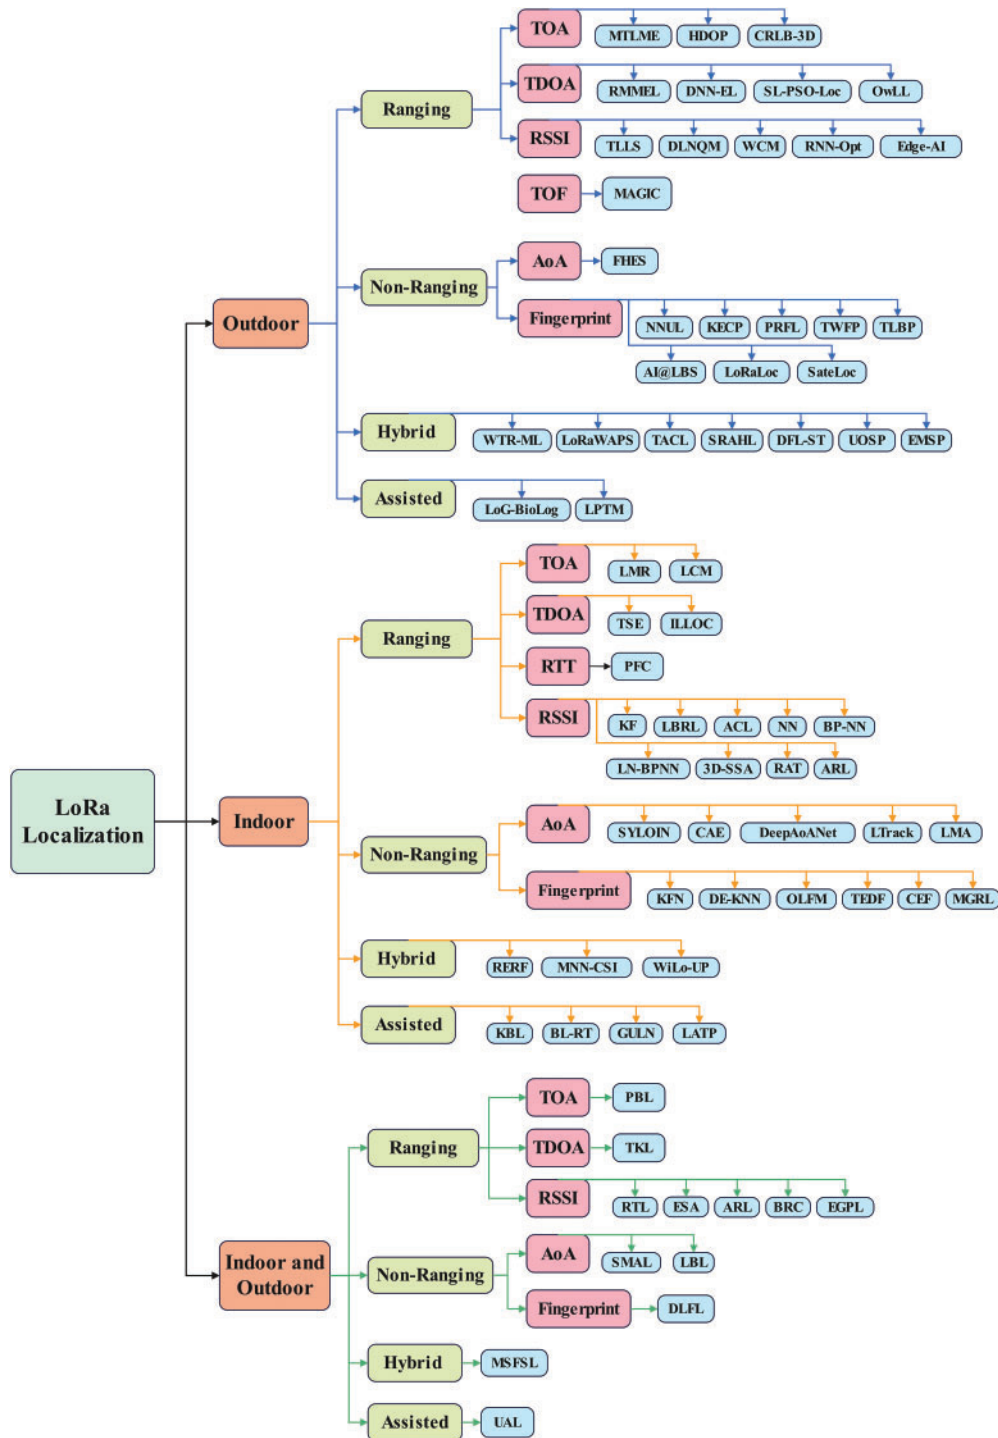 TOA
MTLME
HDOP
CRLB-3D
TDOA
RMMEL
DNN-EL
SL-PSO-Loc
OwLL
Ranging
RSSI
TLLS
DLNQM
WCM
RNN-Opt
Edge-AI
TOF
MAGIC
AoA
FHES
Non-Ranging
Fingerprint
NNUL
KECP
PRFL
TWFP
TLBP
AI@LBS
LoRaLoc
SateLoc
Outdoor
Hybrid
WTR-ML
LoRaWAPS
TACL
SRAHL
DFL-ST
UOSP
EMSP
Assisted
LoG-BioLog
LPTM
TOA
LMR
LCM
TDOA
TSE
ILLOC
Ranging
RTT
PFC
RSSI
KF
LBRL
ACL
NN
BP-NN
LN-BPNN
3D-SSA
RAT
ARL
LoRa
Localization
Indoor
AoA
SYLOIN
CAE
DeepAoANet
LTrack
LMA
Non-Ranging
Fingerprint
KFN
DE-KNN
OLFM
TEDF
CEF
MGRL
Hybrid
RERF
MNN-CSI
WiLo-UP
Assisted
KBL
BL-RT
GULN
LATP
TOA
PBL
Ranging
TDOA
TKL
RSSI
RTL
ESA
ARL
BRC
EGPL
Indoor and
Outdoor
AoA
SMAL
LBL
Non-Ranging
Fingerprint
DLFL
Hybrid
MSFSL
Assisted
UAL